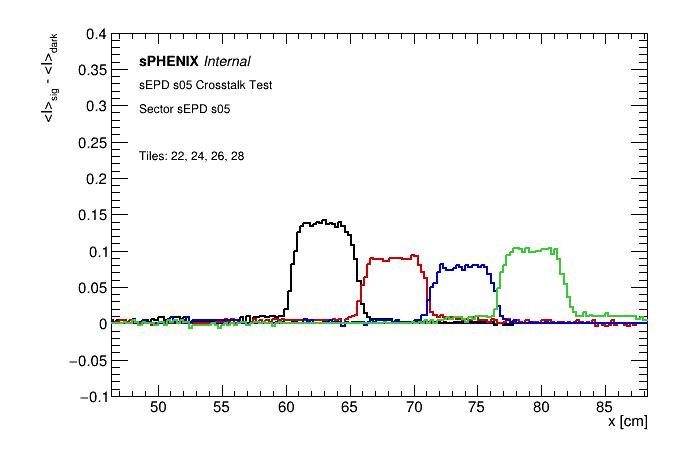 0.4
0.35
0.3
0.25
0.2
0.15
0.1
0.05
0
−0.05
−0.1
<I>sig - <I>dark
sPHENIX Internal
sEPD s05 Crosstalk Test
Sector sEPD s05
Tiles: 22, 24, 26, 28
50 55 60 65 70 75 80 85
x [cm]